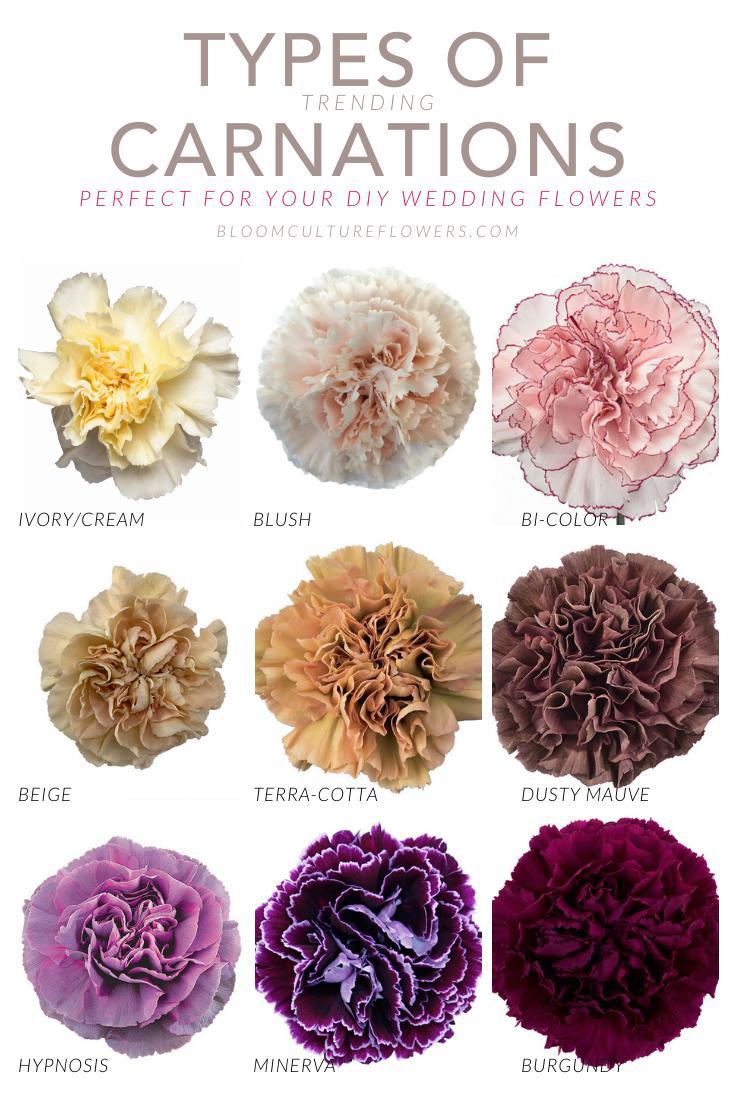 TYPES OF
TRENDING
CARNATIONS
PERFECT FOR YOUR DIY WEDDING FLOWERS
BLOOMCULTUREFLOWERS.COM
IVORY/CREAM
BLUSH
BI-COLOR
BEIGE
TERRA-COTTA
DUSTY MAUVE
HYPNOSIS
MINERVA
BURGUNDY